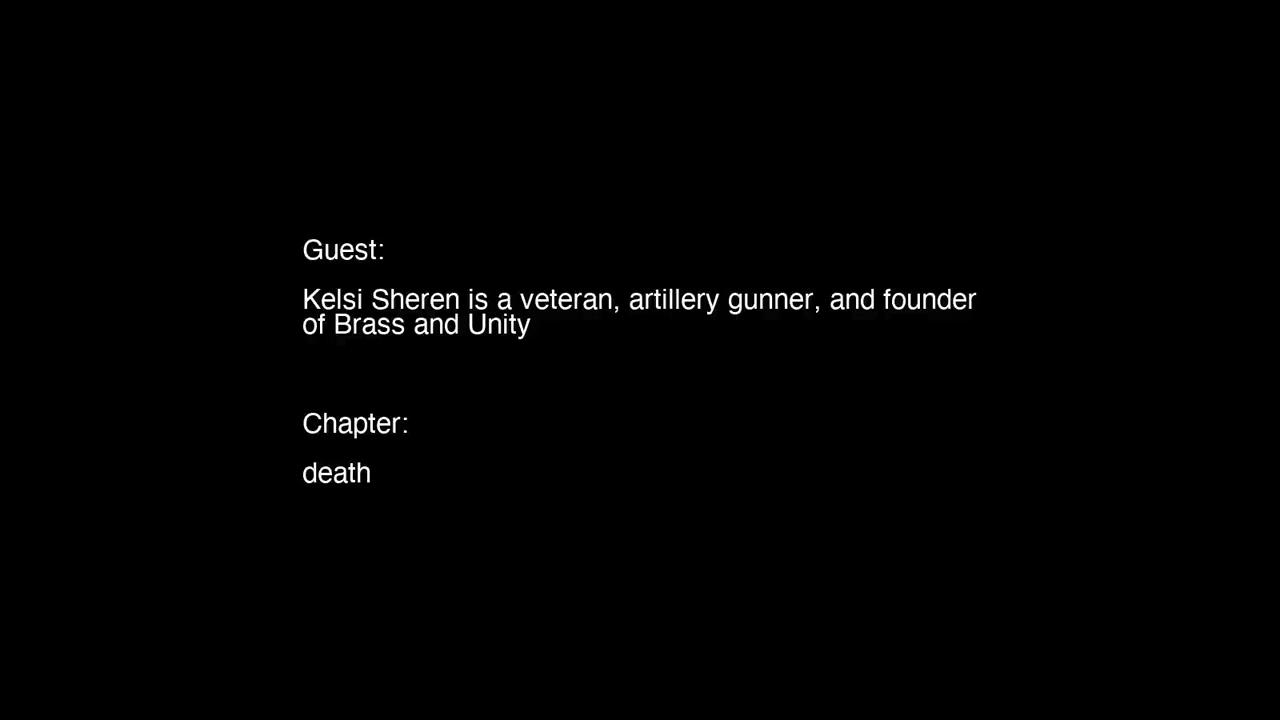 Guest:
Kelsi Sheren is a veteran, artillery gunner, and founder
of Brass and Unity
Chapter:
death